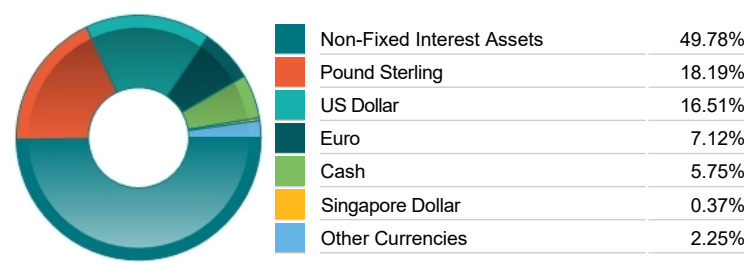 Non-Fixed Interest Assets 49.78%
Pound Sterling 18.19%
US Dollar 16.51%
Euro 7.12%
Cash 5.75%
Singapore Dollar 0.37%
Other Currencies 2.25%